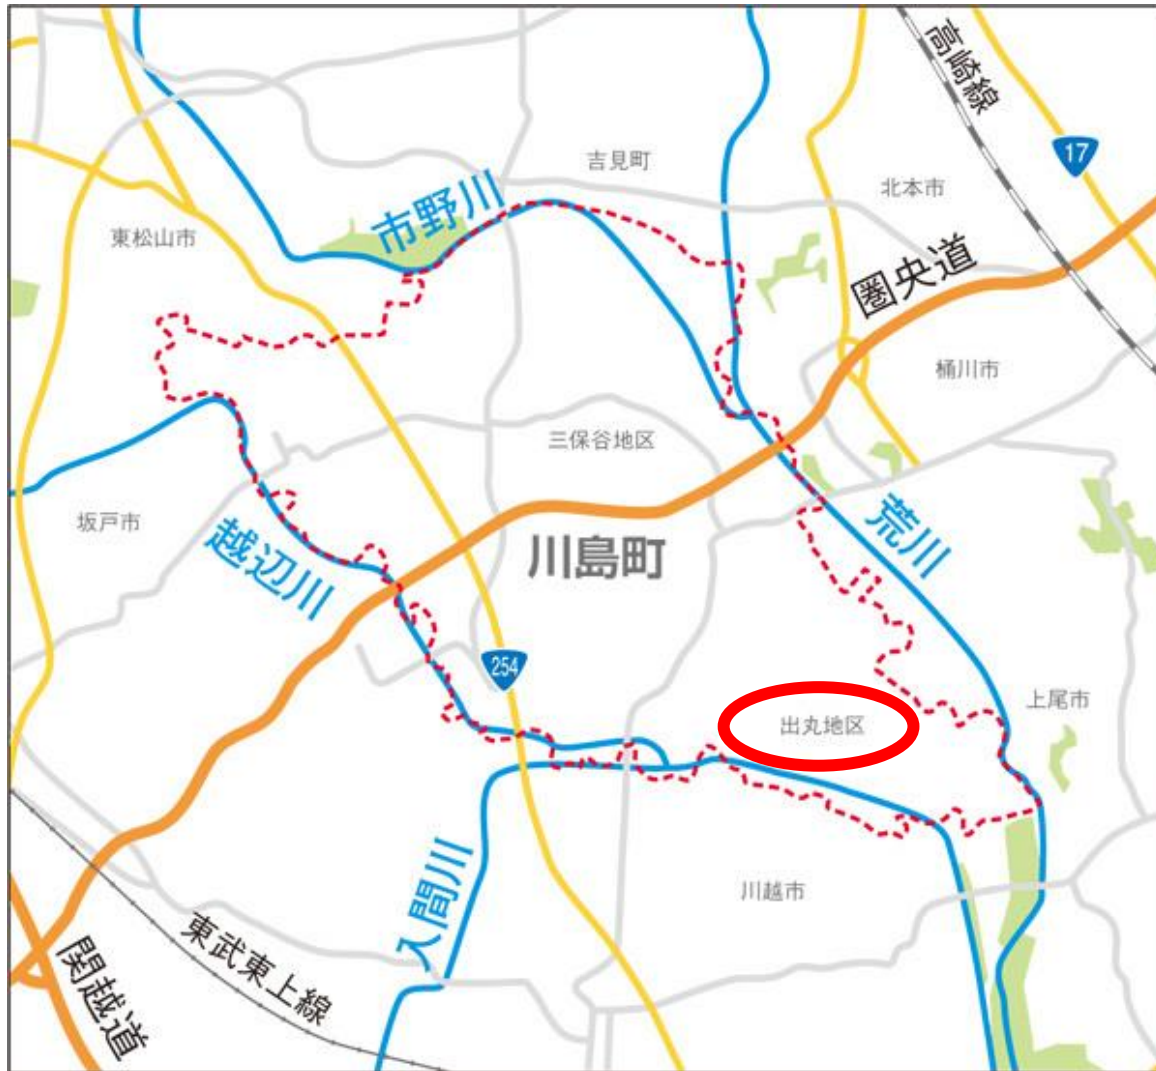 高崎線
17
吉見町
北本市
市野川
東松山市
圏央道
桶川市
三保谷地区
荒川
坂戸市
越辺川
川島町
254
上尾市
出丸地区
川越市
入間川
東武東上線
関越道